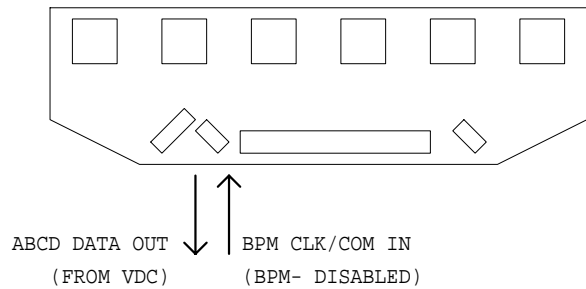 ABCD DATA OUT
(FROM VDC)
BPM CLK/COM IN
(BPM- DISABLED)